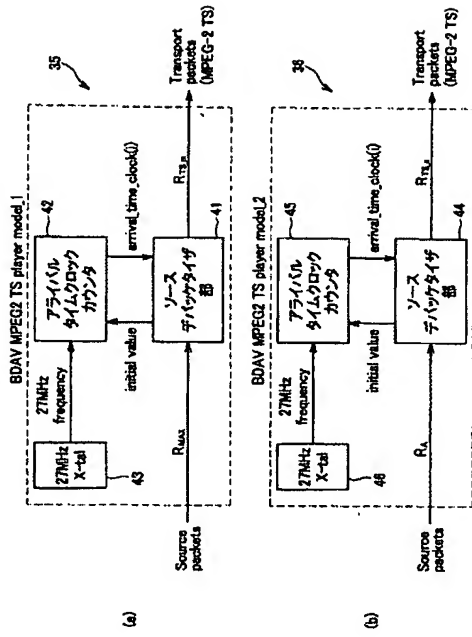 (a)
BDAV MPEG2 TS player model_1
35
27MHz
X-tal
43
27MHz
frequency
アライバル
タイムクロック
カウンタ
42
initial value
arrival_time_clock(i)
Source
packets
RMAX
ソース
デパケッタイザ
部
41
RTS_n
Transport
packets
(MPEG-2 TS)
(b)
BDAV MPEG2 TS player model_2
38
27MHz
X-tal
46
27MHz
frequency
アライバル
タイムクロック
カウンタ
45
initial value
arrival_time_clock(i)
Source
packets
RA
ソース
デパケッタイザ
部
44
RTS_n
Transport
packets
(MPEG-2 TS)